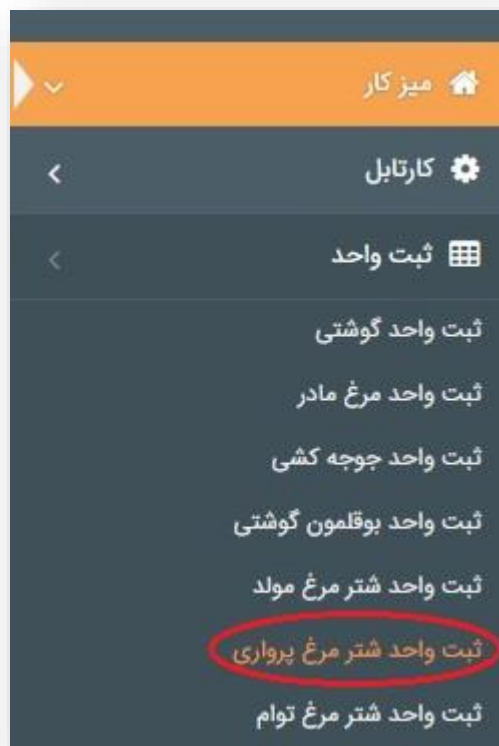 میز کار
کارتابل
ثبت واحد
ثبت واحد گوشتی
ثبت واحد مرغ مادر
ثبت واحد جوجه کشی
ثبت واحد بوقلمون گوشتی
ثبت واحد شتر مرغ مولد
ثبت واحد شتر مرغ پرواری
ثبت واحد شتر مرغ توام